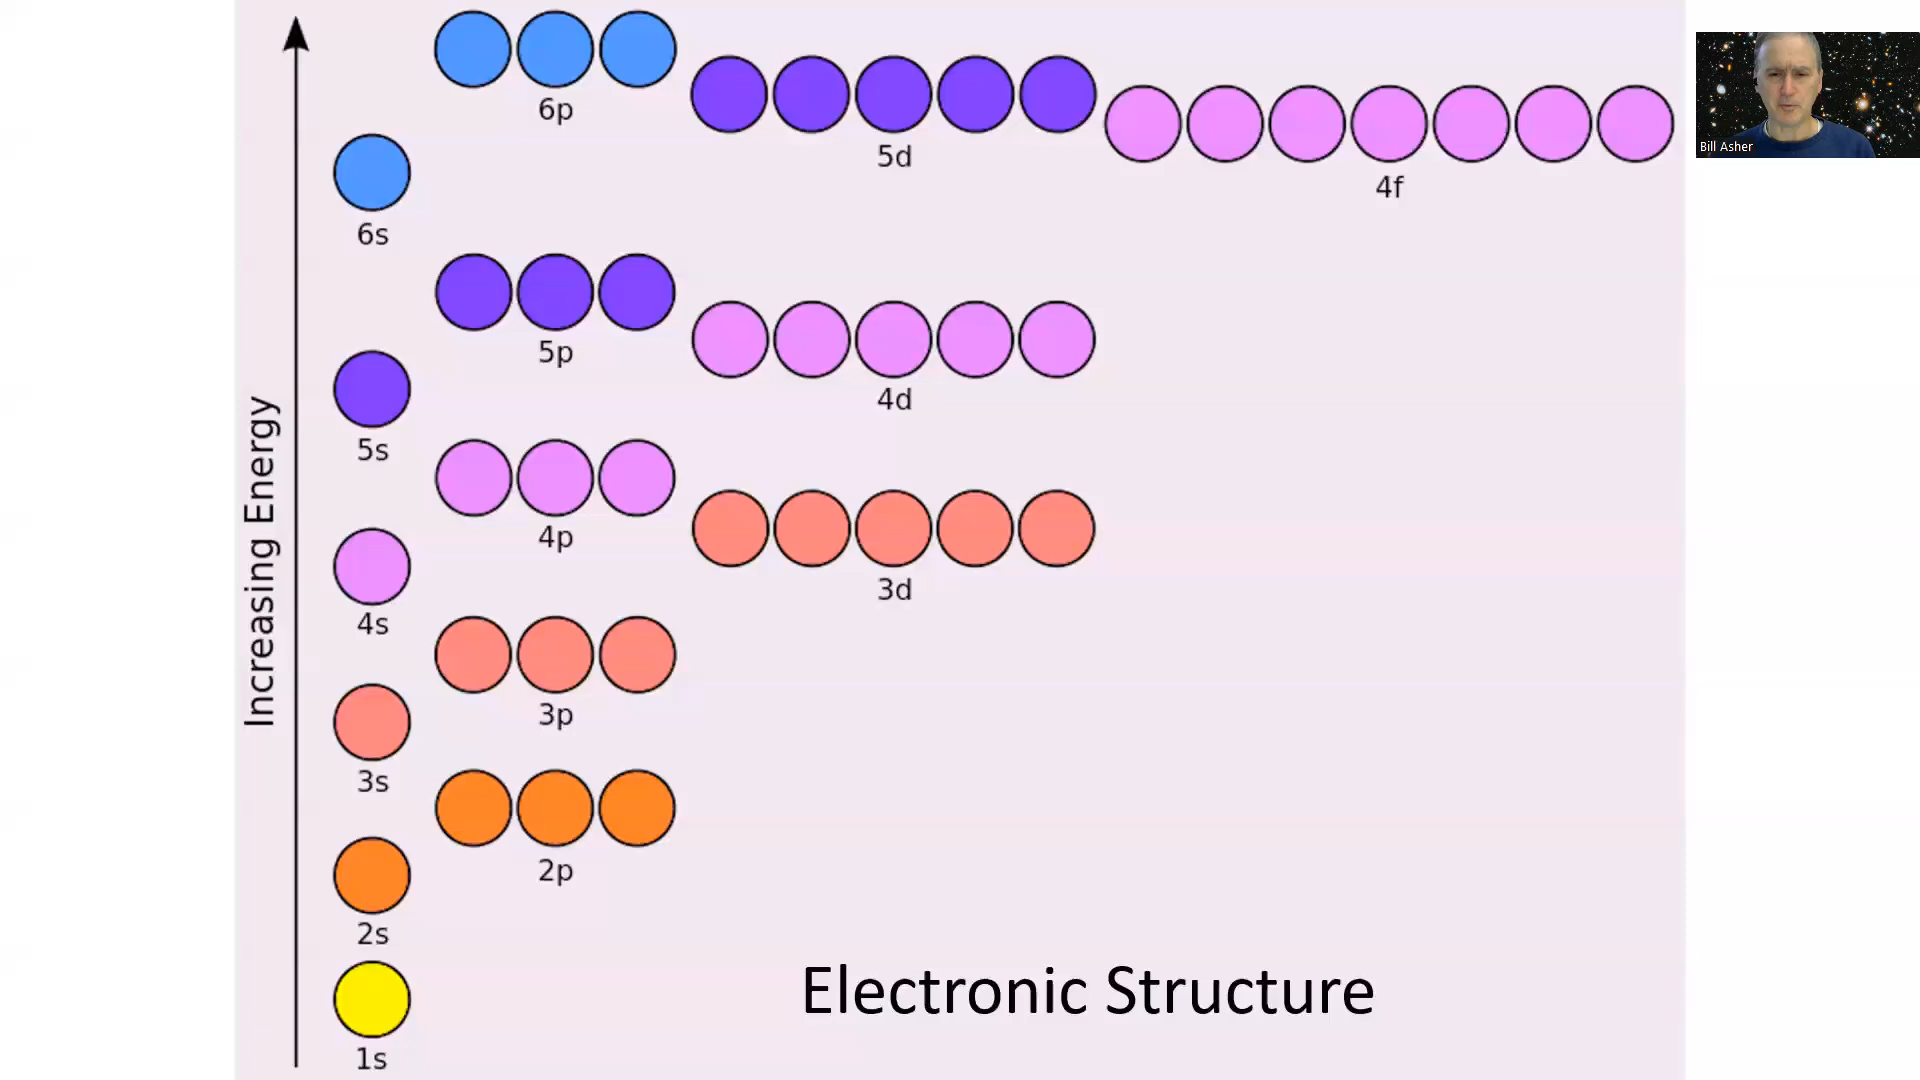 6p
5d
4f
6s
5p
4d
5s
4p
3d
4s
3p
3s
2p
2s
1s
Increasing Energy
Electronic Structure
Bill Asher